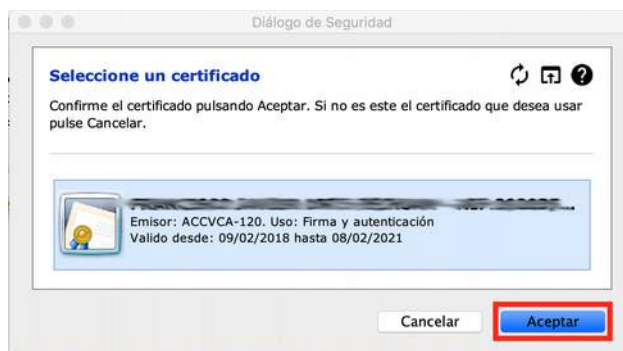 Diálogo de Seguridad
Seleccione un certificado
Confirme el certificado pulsando Aceptar. Si no es este el certificado que desea usar
pulse Cancelar.
Emisor: ACCVCA-120. Uso: Firma y autenticación
Valido desde: 09/02/2018 hasta 08/02/2021
Cancelar
Aceptar